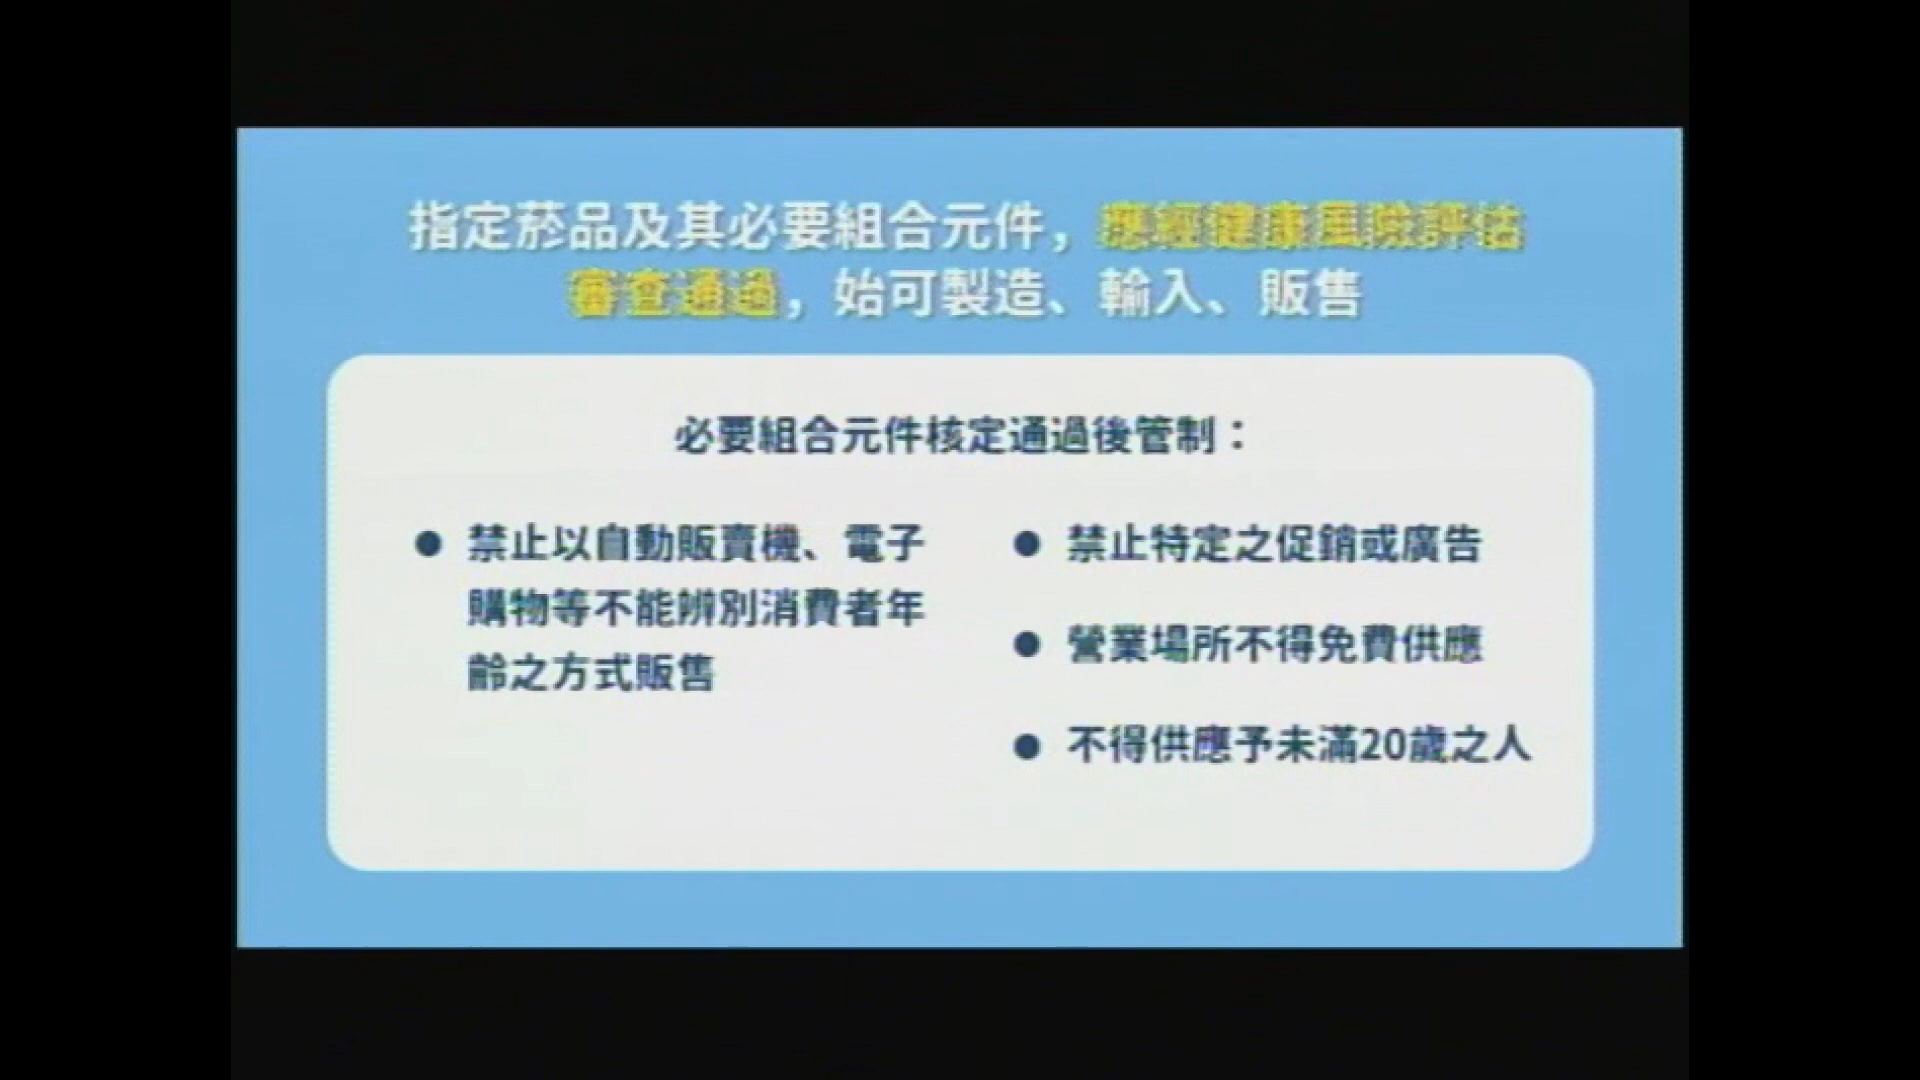 指定菸品及其必要組合元件，應經健康風險評估
審查通過，始可製造、輸入、販售
必要組合元件核定通過後管制：
● 禁止以自動販賣機、電子
購物等不能辨別消費者年
齡之方式販售
● 禁止特定之促銷或廣告
● 營業場所不得免費供應
● 不得供應予未滿20歲之人